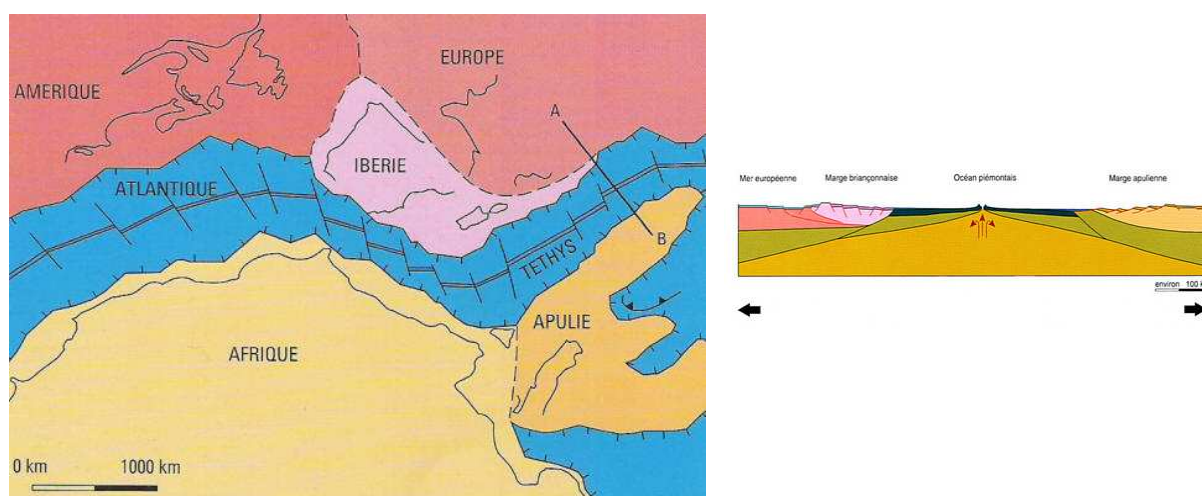 AMERIQUE
EUROPE
A
IBERIE
ATLANTIQUE
B
TETHYS
APULIE
AFRIQUE
0 km 1000 km
Mer européenne Marge briançonnaise Océan piémontais Marge apulienne
environ 100 k